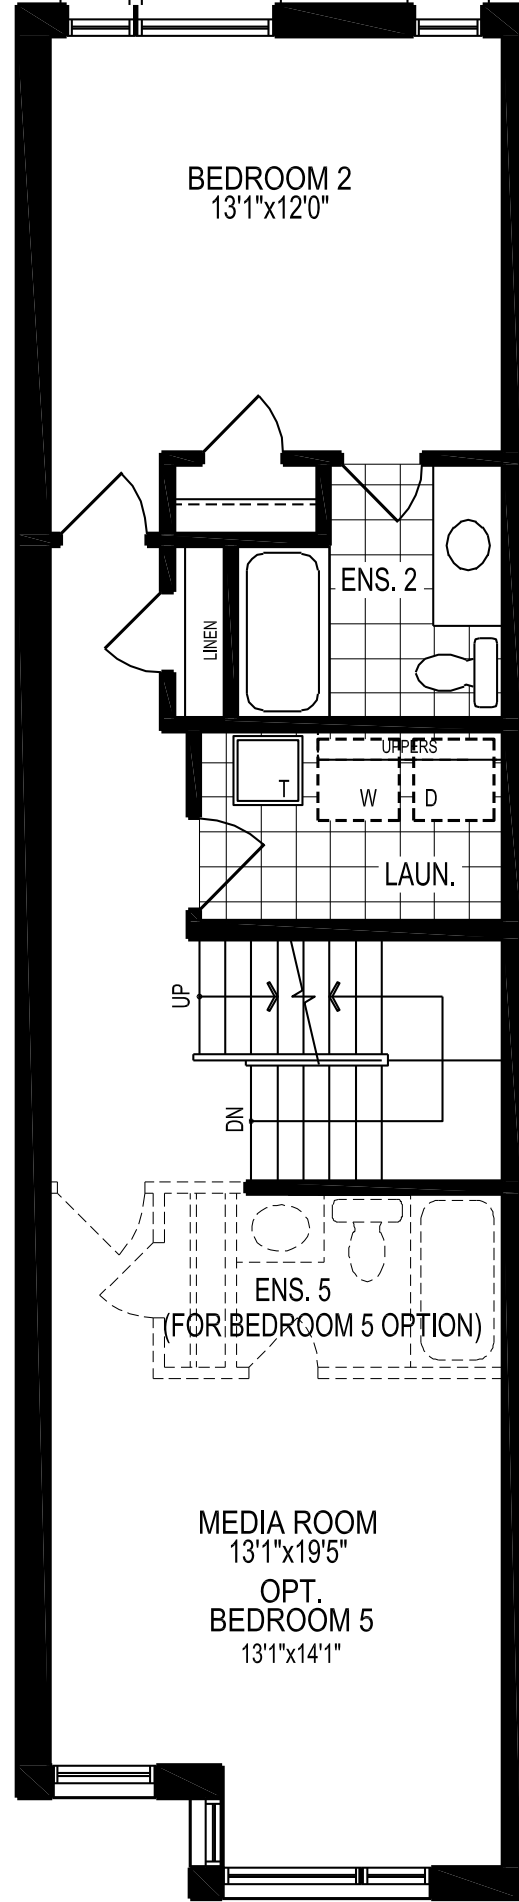 BEDROOM 2
13'1"x12'0"
ENS. 2
LINEN
UPPERS
T
W
D
LAUN.
UP
DN
ENS. 5
(FOR BEDROOM 5 OPTION)
MEDIA ROOM
13'1"x19'5"
OPT.
BEDROOM 5
13'1"x14'1"